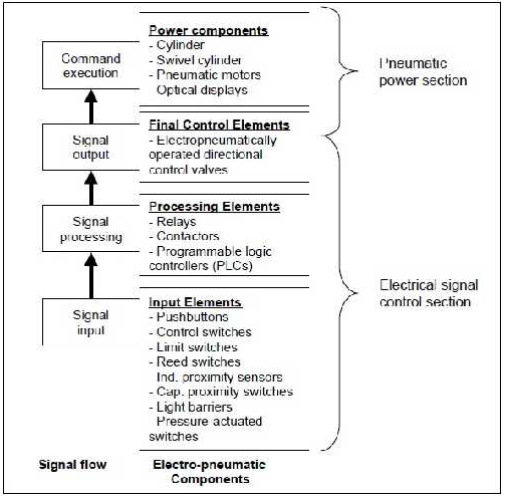 Command
execution
Power components
- Cylinder
- Swivel cylinder
- Pneumatic motors
Optical displays
Pneumatic
power section
Signal
output
Final Control Elements
- Electropneumatically
operated directional
control valves
Signal
processing
Processing Elements
- Relays
- Contactors
- Programmable logic
controllers (PLCs)
Signal
input
Input Elements
- Pushbuttons
- Control switches
- Limit switches
- Reed switches
Ind. proximity sensors
- Cap. proximity switches
- Light barriers
Pressure actuated
switches
Electrical signal
control section
Signal flow
Electro-pneumatic
Components